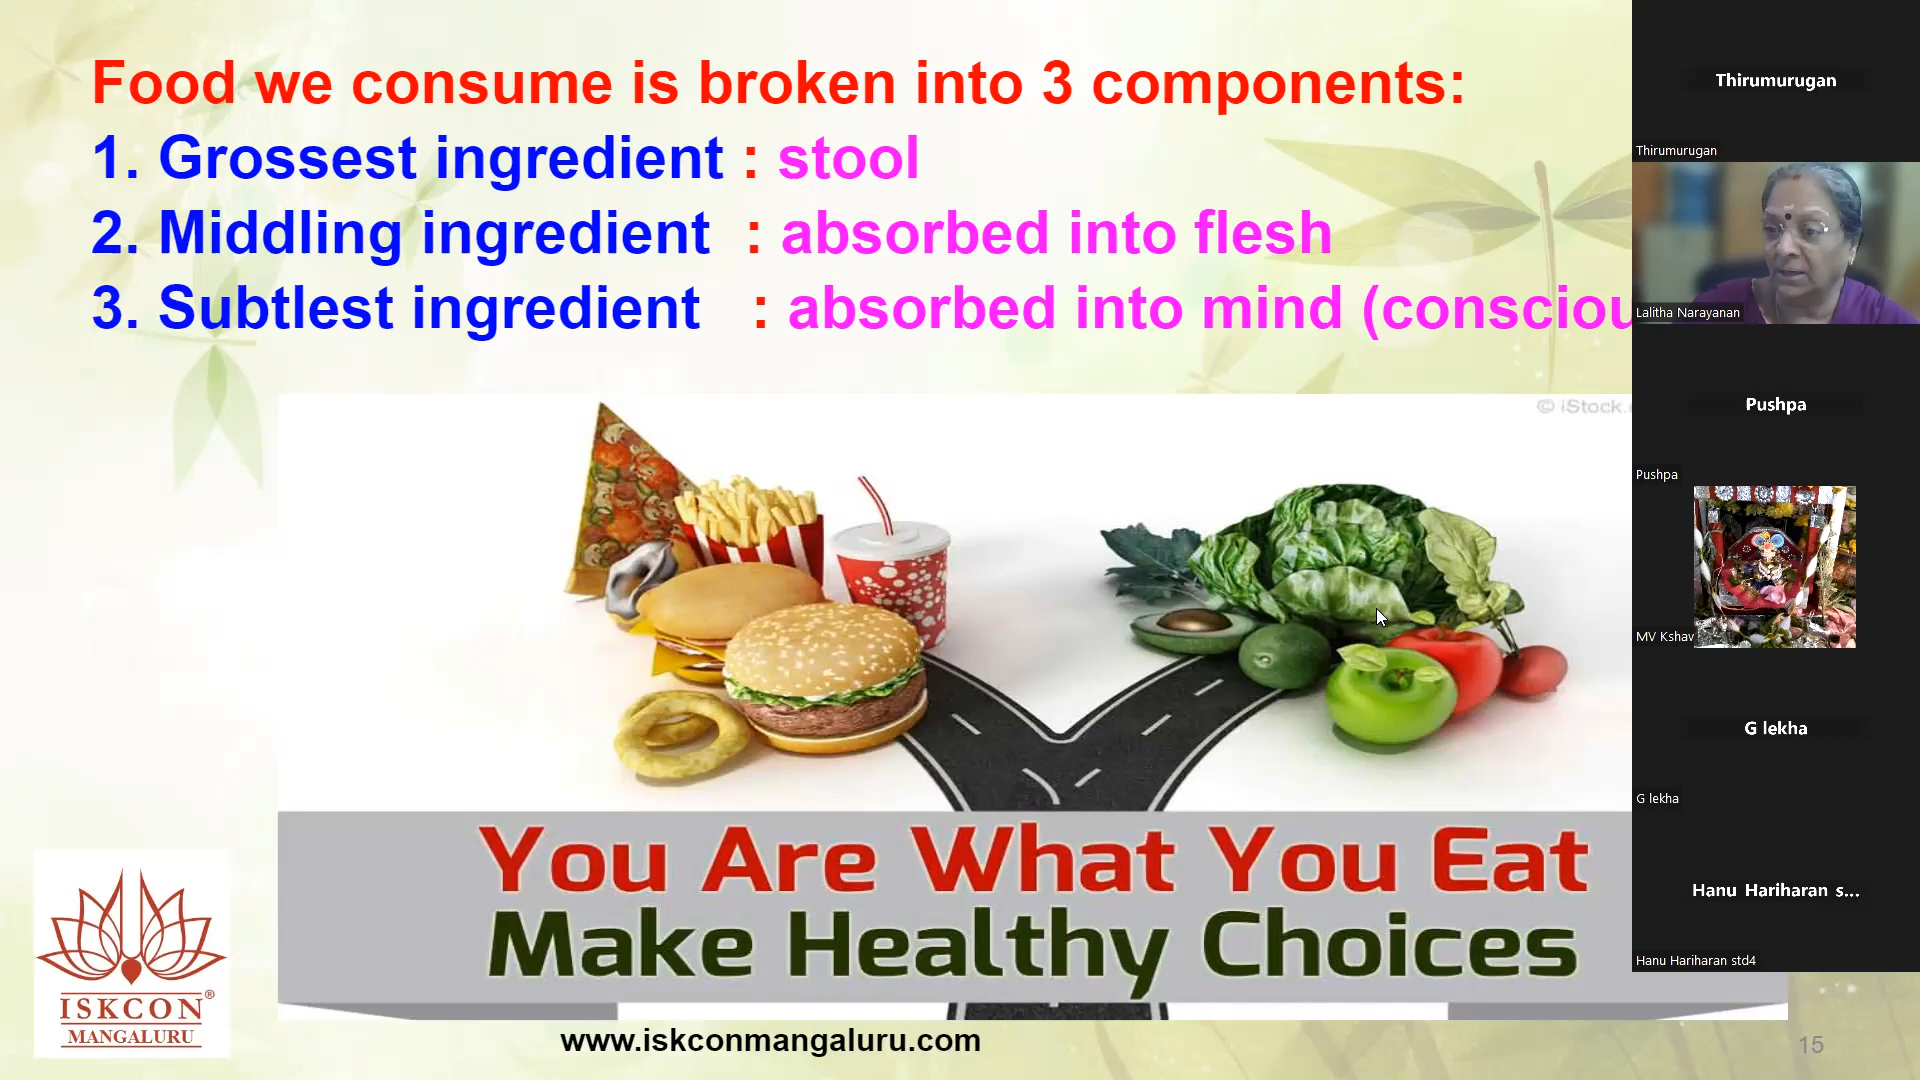 Food we consume is broken into 3 components:
1. Grossest ingredient : stool
2. Middling ingredient : absorbed into flesh
3. Subtlest ingredient : absorbed into mind (consciou
© iStock.
You Are What You Eat
Make Healthy Choices
ISKCON®
MANGALURU
www.iskconmangaluru.com
15
Thirumurugan
Thirumurugan
Lalitha Narayanan
Pushpa
Pushpa
MV Kshav
G lekha
G lekha
Hanu Hariharan s...
Hanu Hariharan std4